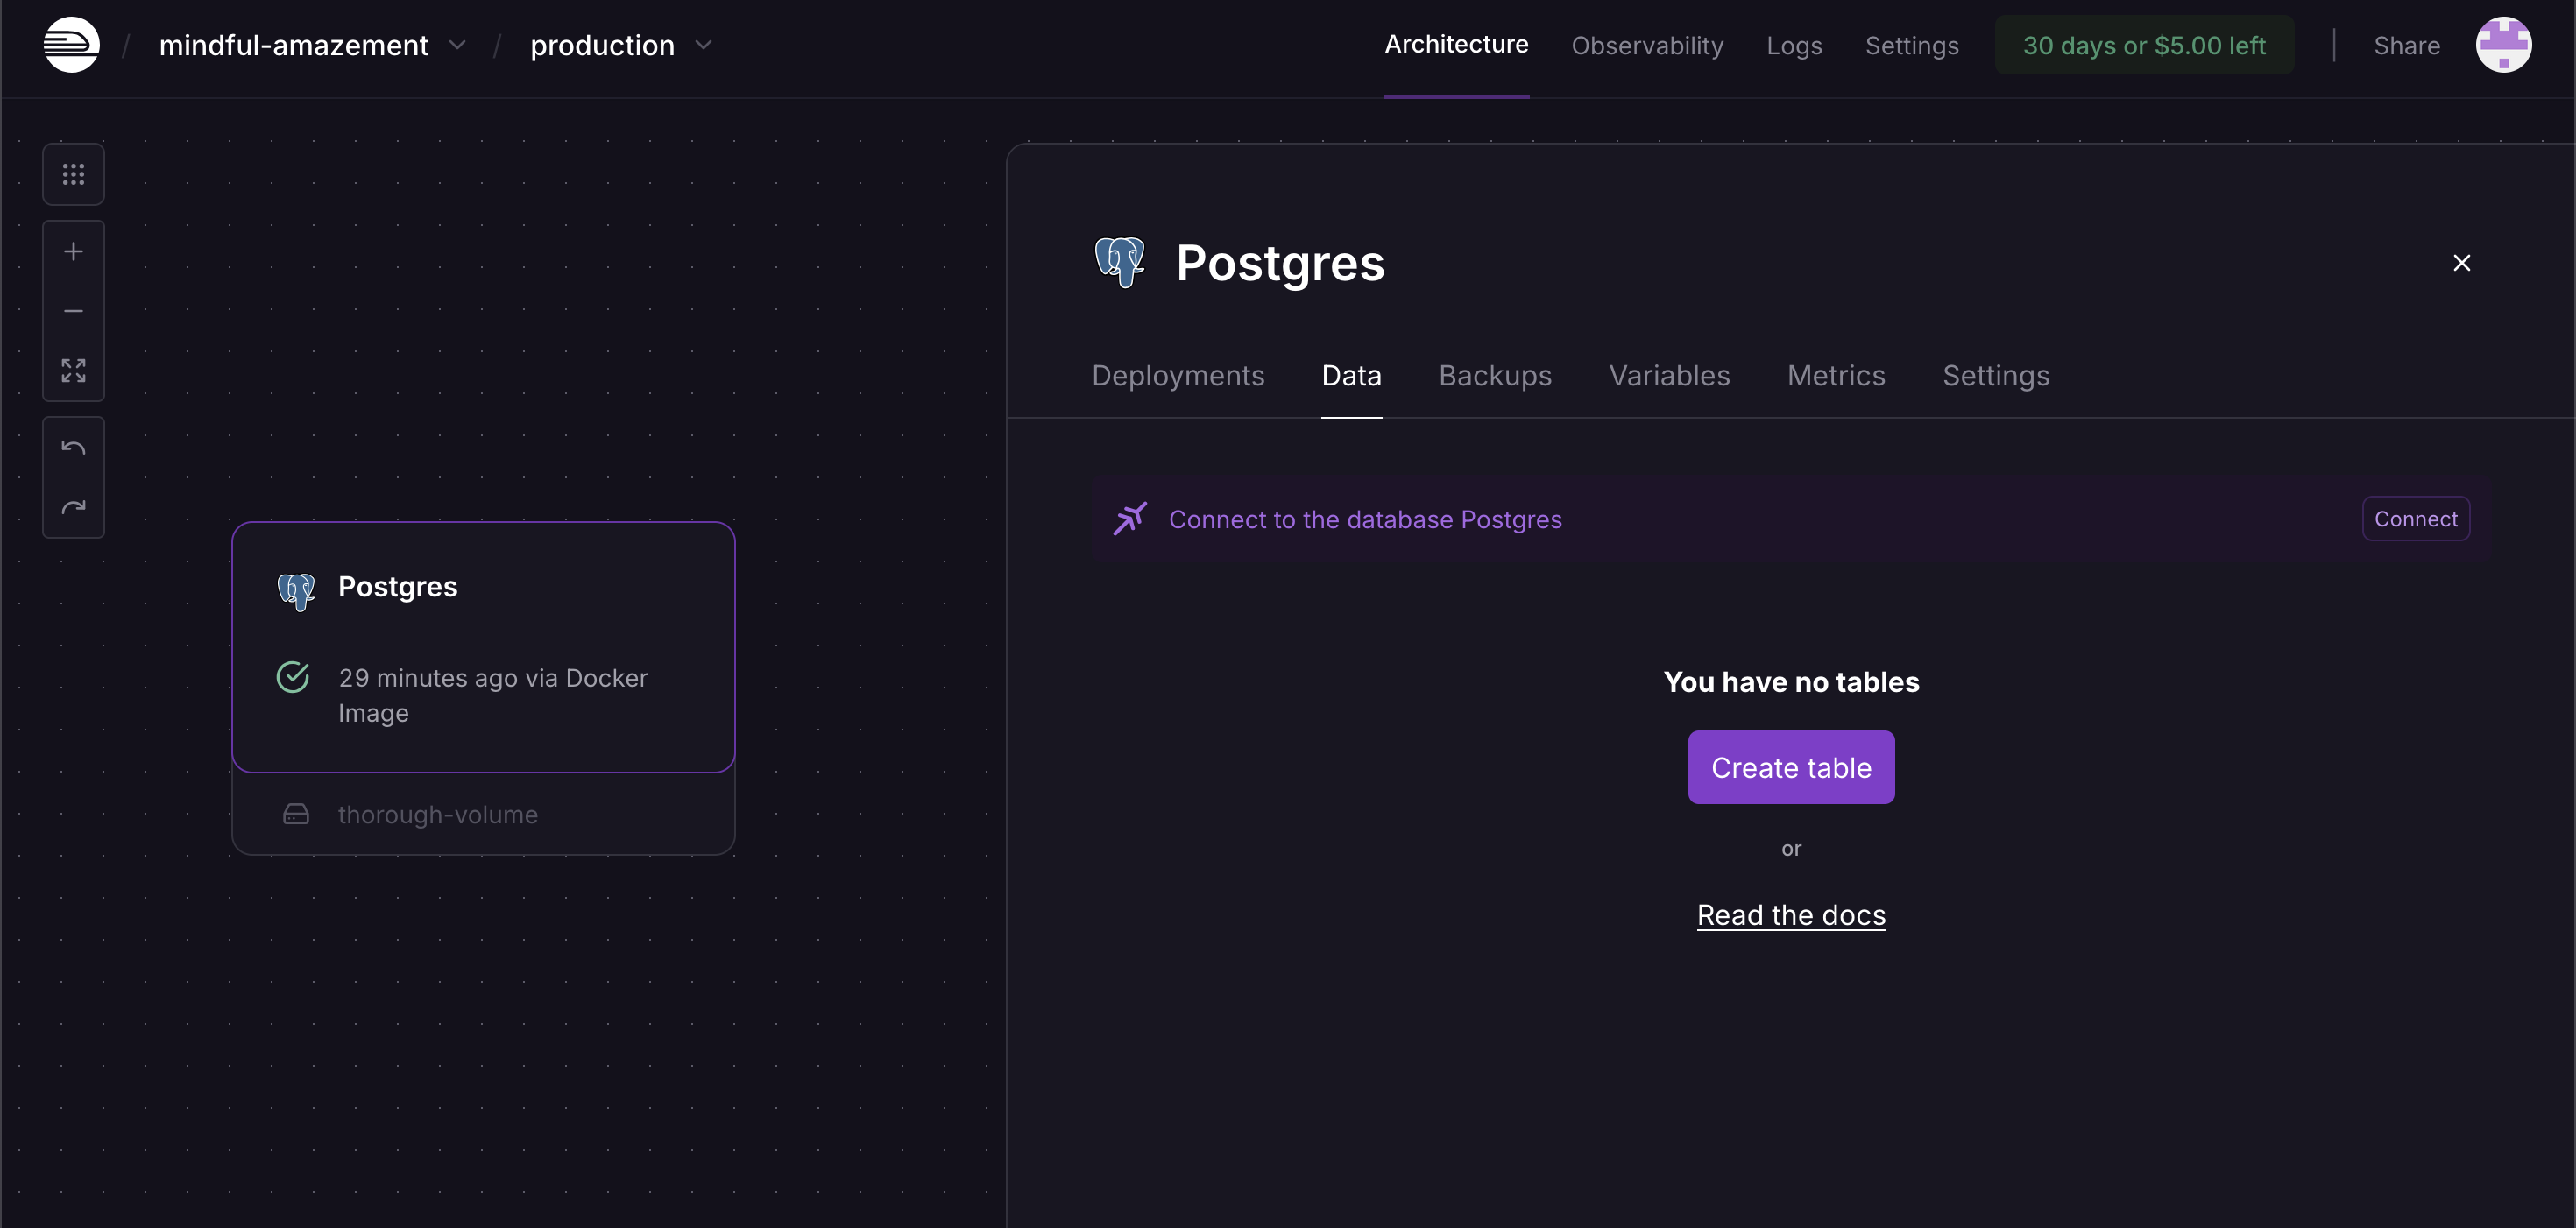 / mindful-amazement / production
Architecture Observability Logs Settings 30 days or $5.00 left Share
Postgres
29 minutes ago via Docker
Image
thorough-volume
Postgres
Deployments Data Backups Variables Metrics Settings
Connect to the database Postgres Connect
You have no tables
Create table
or
Read the docs